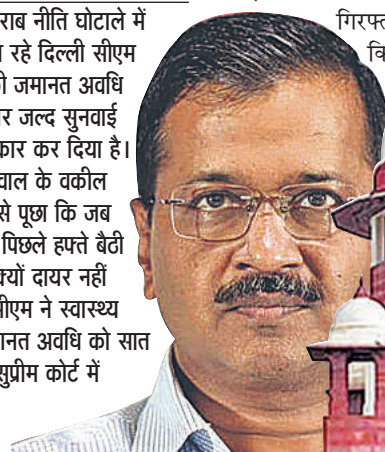 राब नीति घोटाले में
रहे दिल्ली सीएम
जमानत अवधि
र जल्द सुनवाई
कार कर दिया है।
वाल के वकील
से पूछा कि जब
पिछले हफ्ते बैठी
क्यों दायर नहीं
सीएम ने स्वास्थ्य
मानत अवधि को सात
सुप्रीम कोर्ट में
गिरफ्त
वि